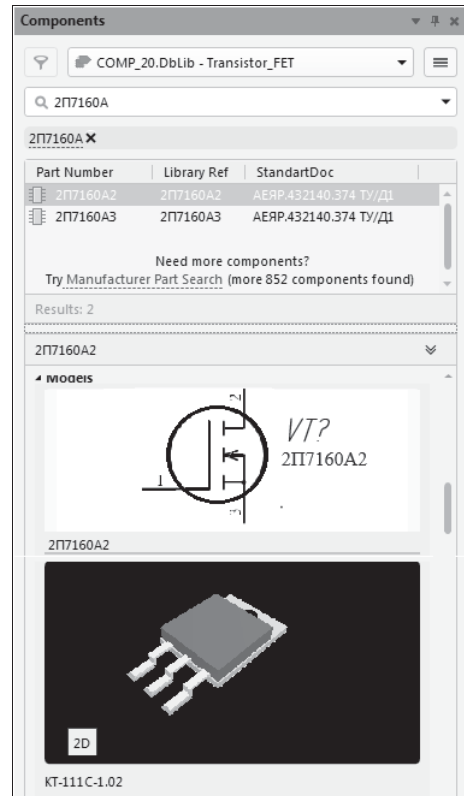 Components
COMP_20.DbLib - Transistor_FET
2П7160А
2П7160А
Part Number Library Ref StandartDoc
2П7160А2 2П7160А2 АЕЯР.432140.374 ТУ/Д1
2П7160А3 2П7160А3 АЕЯР.432140.374 ТУ/Д1
Need more components?
Try Manufacturer Part Search (more 852 components found)
Results: 2
2П7160А2
Models
2
VT?
2П7160А2
1
3
2П7160А2
2D
КТ-111С-1.02